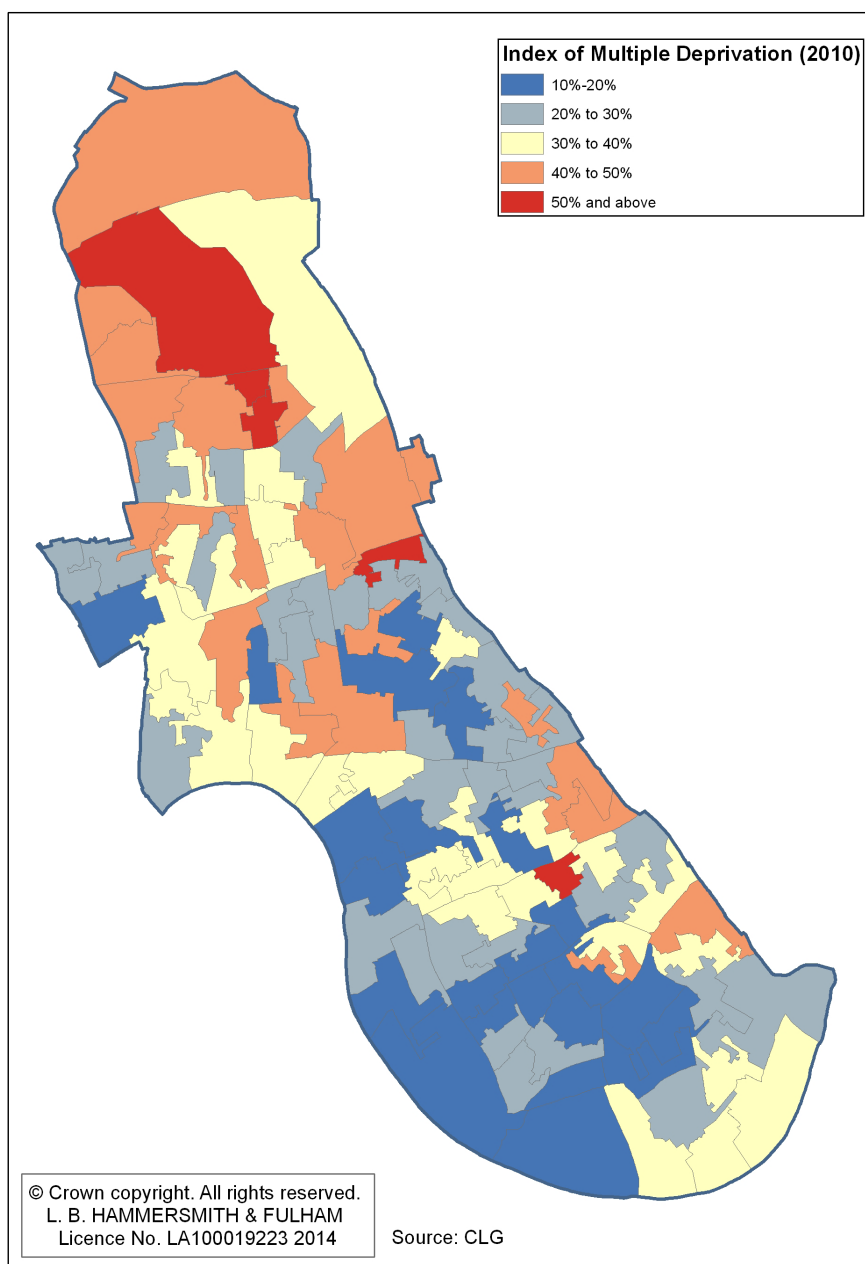 Index of Multiple Deprivation (2010)
10%-20%
20% to 30%
30% to 40%
40% to 50%
50% and above
© Crown copyright. All rights reserved.
L. B. HAMMERSMITH & FULHAM
Licence No. LA100019223 2014
Source: CLG